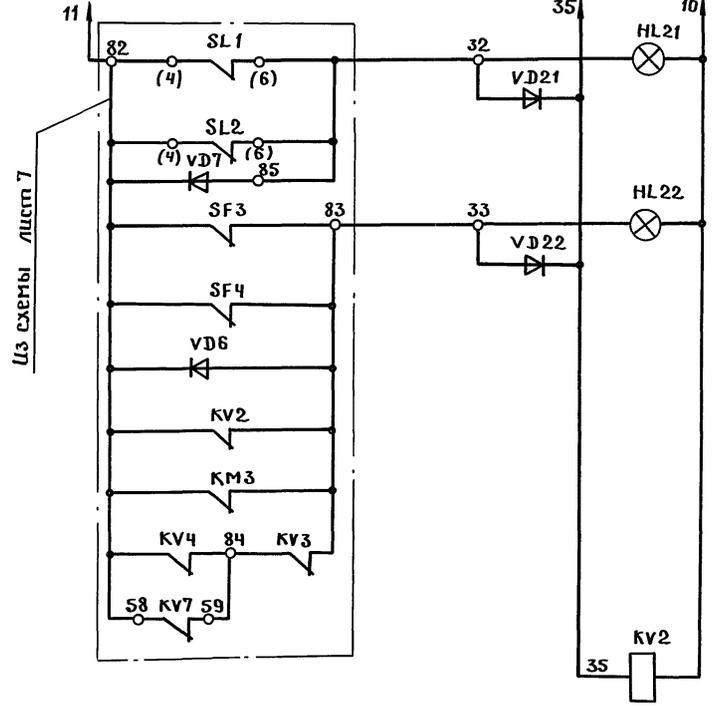 11
35
10
82
SL1
32
HL21
(4)
(6)
VD21
SL2
(4)
(6)
VD7
85
SF3
83
33
HL22
VD22
SF4
Из схемы лист 7
VD6
KV2
KM3
KV4
84
KV3
58
KV7
59
KV2
35